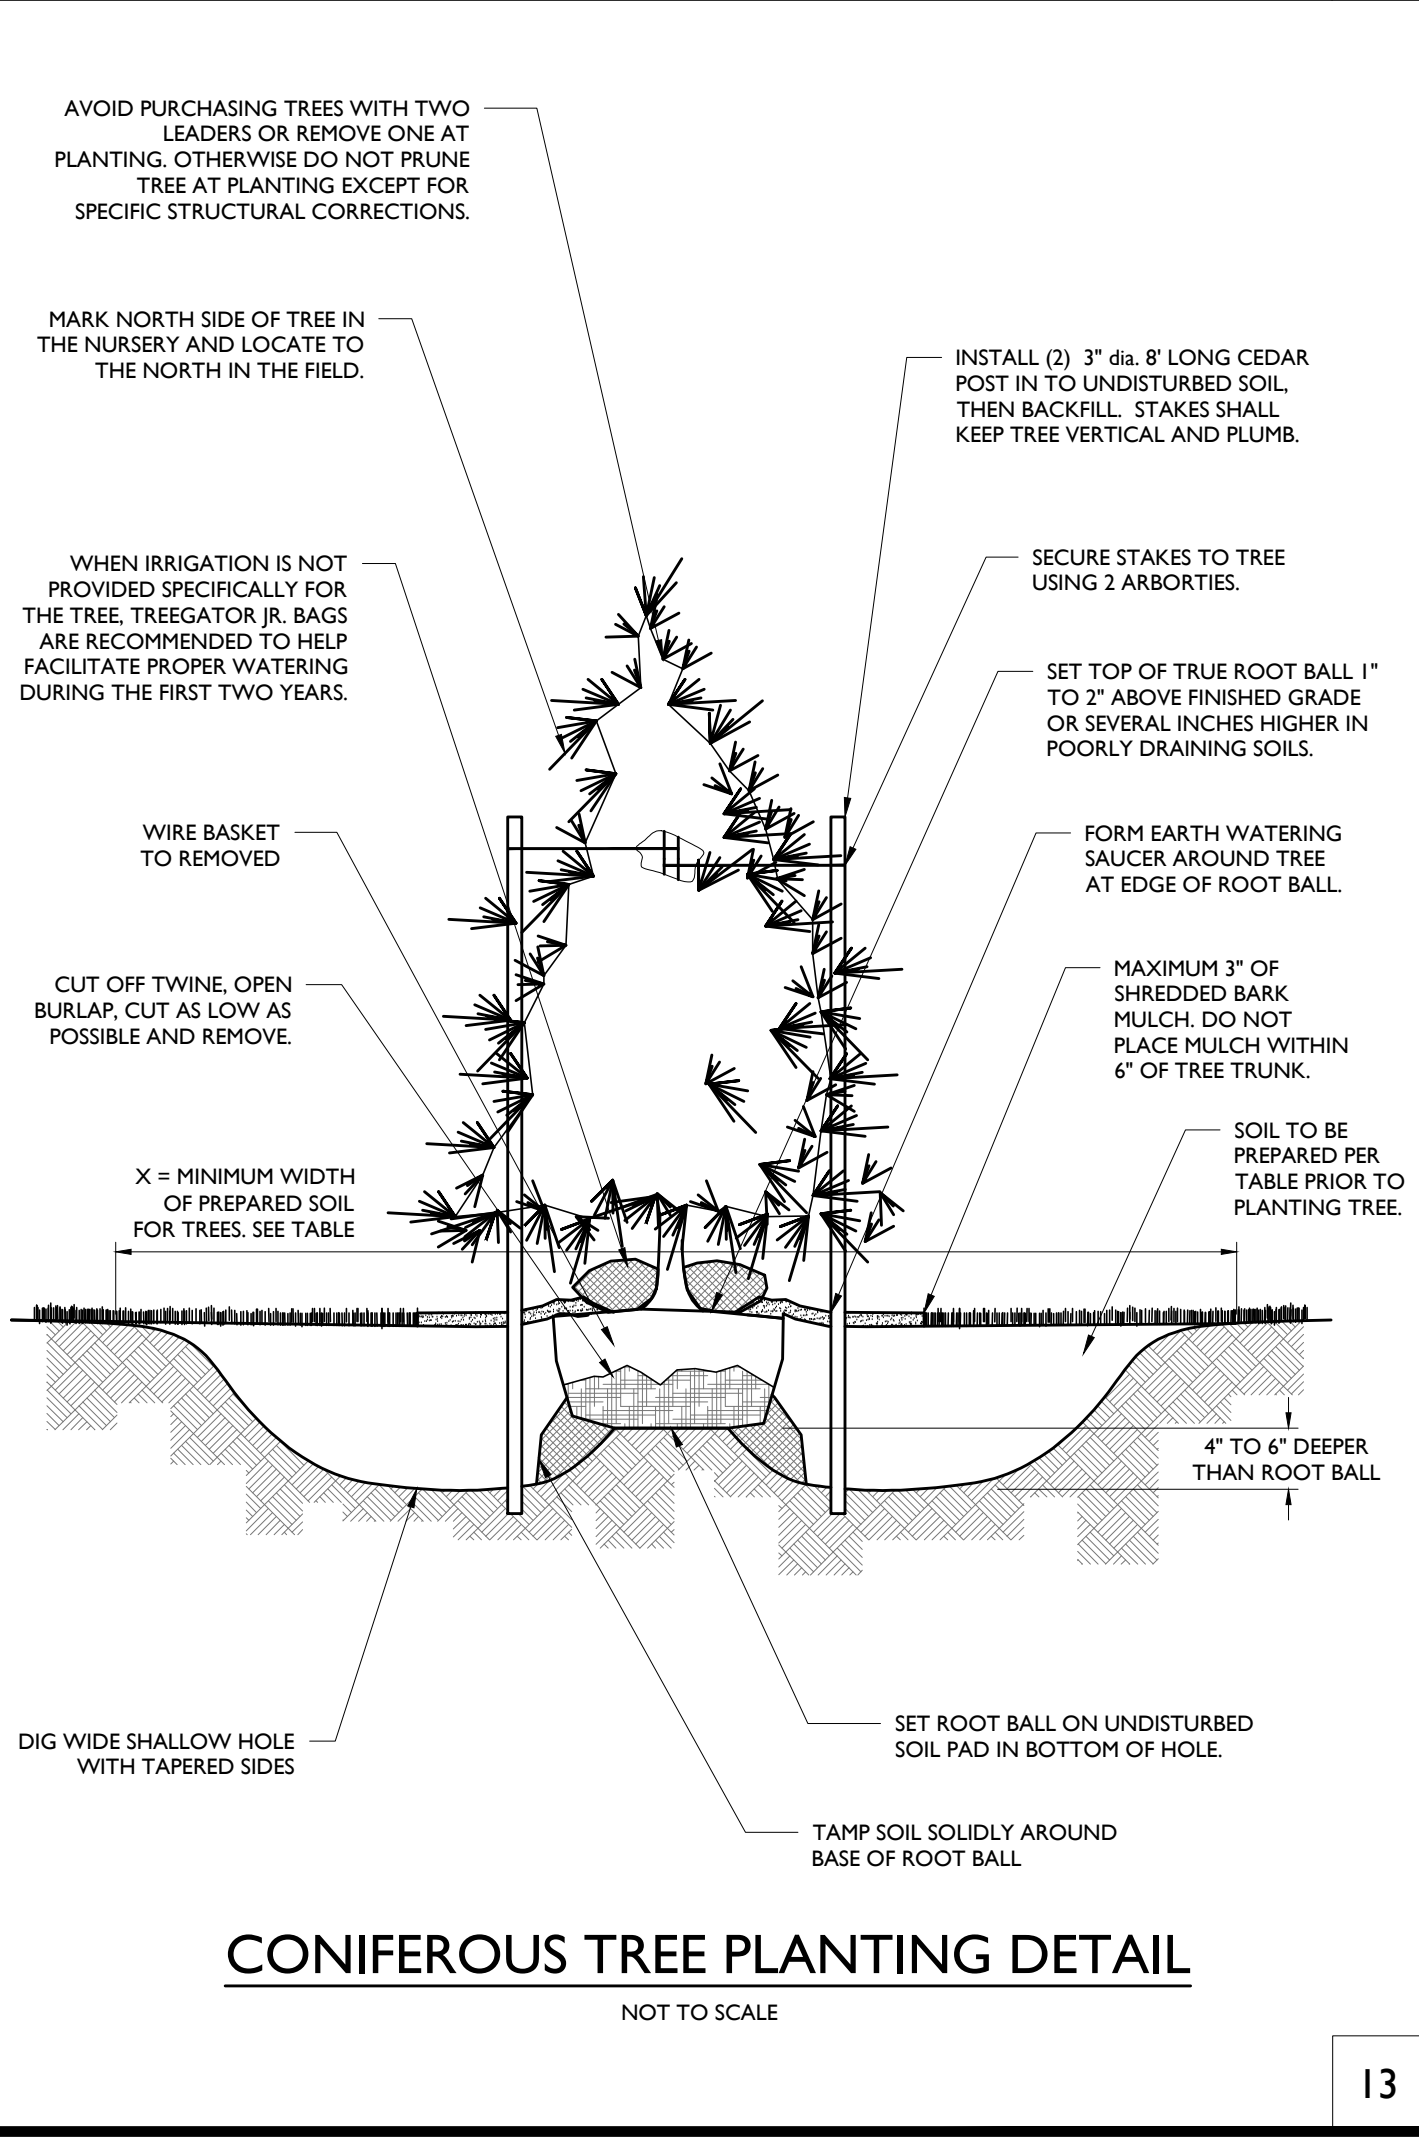 AVOID PURCHASING TREES WITH TWO
LEADERS OR REMOVE ONE AT
PLANTING. OTHERWISE DO NOT PRUNE
TREE AT PLANTING EXCEPT FOR
SPECIFIC STRUCTURAL CORRECTIONS.
MARK NORTH SIDE OF TREE IN
THE NURSERY AND LOCATE TO
THE NORTH IN THE FIELD.
WHEN IRRIGATION IS NOT
PROVIDED SPECIFICALLY FOR
THE TREE, TREEGATOR JR. BAGS
ARE RECOMMENDED TO HELP
FACILITATE PROPER WATERING
DURING THE FIRST TWO YEARS.
WIRE BASKET
TO REMOVED
CUT OFF TWINE, OPEN
BURLAP, CUT AS LOW AS
POSSIBLE AND REMOVE.
X = MINIMUM WIDTH
OF PREPARED SOIL
FOR TREES. SEE TABLE
INSTALL (2) 3" dia. 8' LONG CEDAR
POST IN TO UNDISTURBED SOIL,
THEN BACKFILL. STAKES SHALL
KEEP TREE VERTICAL AND PLUMB.
SECURE STAKES TO TREE
USING 2 ARBORTIES.
SET TOP OF TRUE ROOT BALL 1"
TO 2" ABOVE FINISHED GRADE
OR SEVERAL INCHES HIGHER IN
POORLY DRAINING SOILS.
FORM EARTH WATERING
SAUCER AROUND TREE
AT EDGE OF ROOT BALL.
MAXIMUM 3" OF
SHREDDED BARK
MULCH. DO NOT
PLACE MULCH WITHIN
6" OF TREE TRUNK.
SOIL TO BE
PREPARED PER
TABLE PRIOR TO
PLANTING TREE.
4" TO 6" DEEPER
THAN ROOT BALL
DIG WIDE SHALLOW HOLE
WITH TAPERED SIDES
SET ROOT BALL ON UNDISTURBED
SOIL PAD IN BOTTOM OF HOLE.
TAMP SOIL SOLIDLY AROUND
BASE OF ROOT BALL
CONIFEROUS TREE PLANTING DETAIL
NOT TO SCALE
13